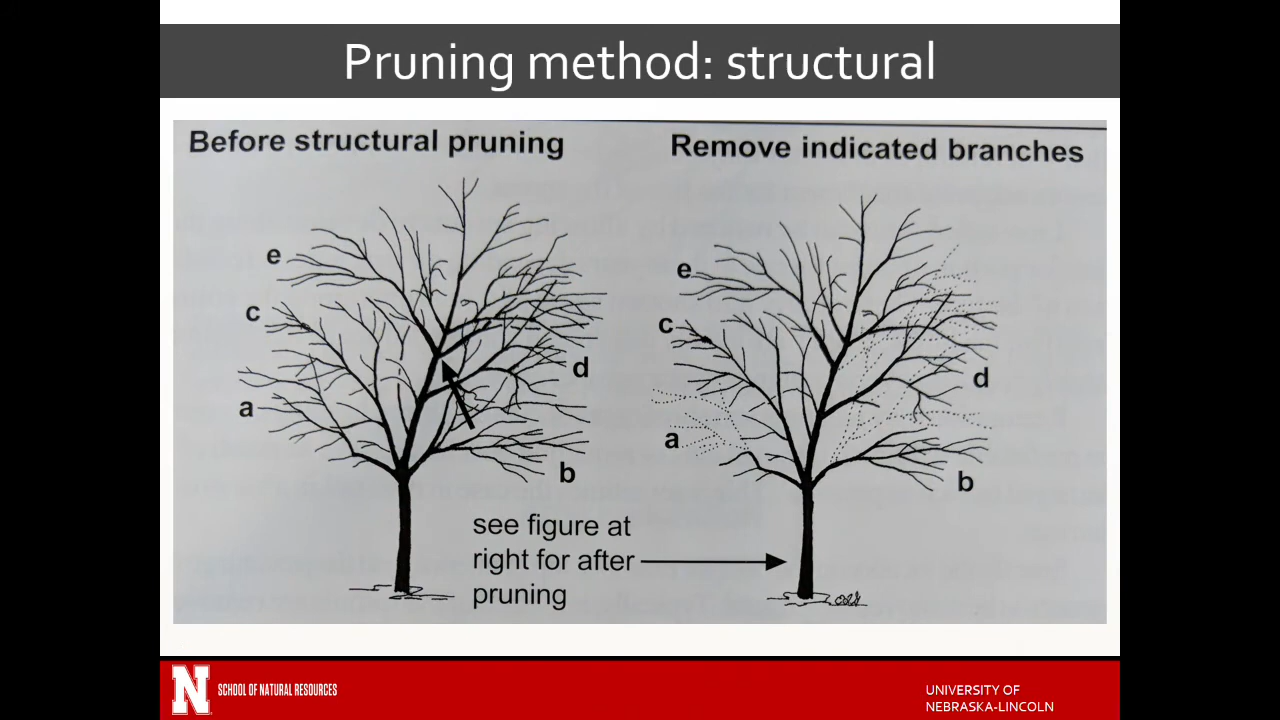 Pruning method: structural
Before structural pruning
Remove indicated branches
e
c
a
d
b
see figure at
right for after
pruning
e
c
a
d
b
N
SCHOOL OF NATURAL RESOURCES
UNIVERSITY OF
NEBRASKA-LINCOLN